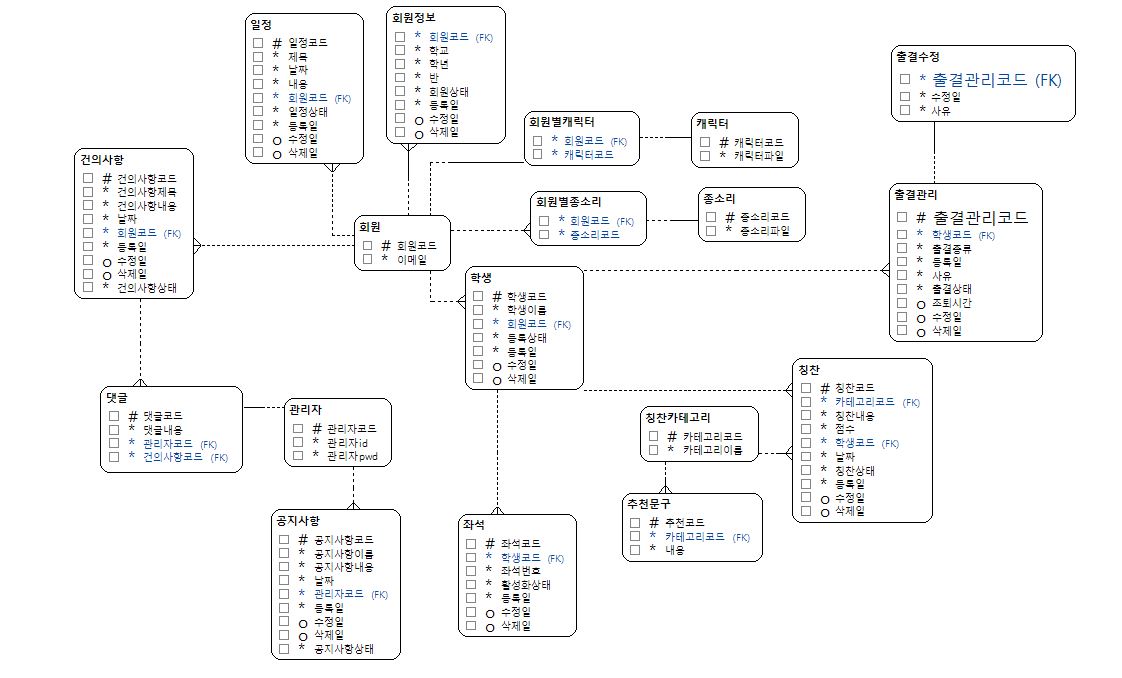 일정
# 일정코드
* 제목
* 날짜
* 내용
* 회원코드 (FK)
* 일정상태
* 등록일
o 수정일
o 삭제일
회원정보
* 회원코드 (FK)
* 학교
* 학년
* 반
* 회원상태
* 등록일
o 수정일
o 삭제일
출결수정
* 출결관리코드 (FK)
* 수정일
* 사유
회원별캐릭터
* 회원코드 (FK)
* 캐릭터코드
캐릭터
# 캐릭터코드
* 캐릭터파일
건의사항
# 건의사항코드
* 건의사항제목
* 건의사항내용
* 날짜
* 회원코드 (FK)
* 등록일
o 수정일
o 삭제일
* 건의사항상태
회원별종소리
* 회원코드 (FK)
* 종소리코드
종소리
# 종소리코드
* 종소리파일
출결관리
# 출결관리코드
* 학생코드 (FK)
* 출결종류
* 등록일
* 사유
* 출결상태
o 조퇴시간
o 수정일
o 삭제일
회원
# 회원코드
* 이메일
학생
# 학생코드
* 학생이름
* 회원코드 (FK)
* 등록상태
* 등록일
o 수정일
o 삭제일
댓글
# 댓글코드
* 댓글내용
* 관리자코드 (FK)
* 건의사항코드 (FK)
관리자
# 관리자코드
* 관리자id
* 관리자pwd
칭찬카테고리
# 카테고리코드
* 카테고리이름
칭찬
# 칭찬코드
* 카테고리코드 (FK)
* 칭찬내용
* 점수
* 학생코드 (FK)
* 날짜
* 칭찬상태
* 등록일
o 수정일
o 삭제일
공지사항
# 공지사항코드
* 공지사항이름
* 공지사항내용
* 날짜
* 관리자코드 (FK)
* 등록일
o 수정일
o 삭제일
* 공지사항상태
좌석
# 좌석코드
* 학생코드 (FK)
* 좌석번호
* 활성화상태
* 등록일
o 수정일
o 삭제일
추천문구
# 추천코드
* 카테고리코드 (FK)
* 내용